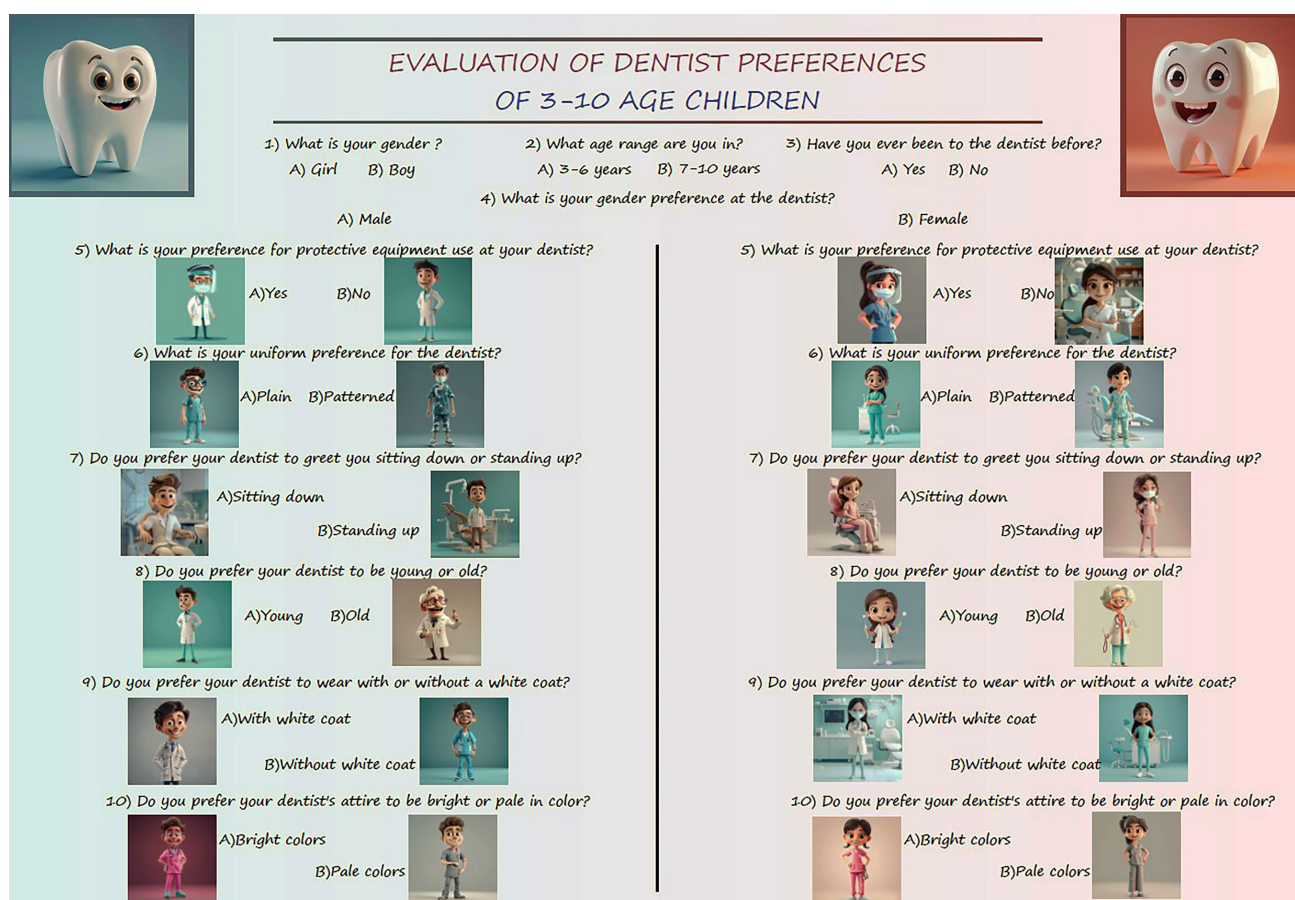 EVALUATION OF DENTIST PREFERENCES
OF 3-10 AGE CHILDREN
1) What is your gender ?
A) Girl B) Boy
2) What age range are you in?
A) 3-6 years B) 7-10 years
3) Have you ever been to the dentist before?
A) Yes B) No
4) What is your gender preference at the dentist?
A) Male
B) Female
5) What is your preference for protective equipment use at your dentist?
A)Yes B)No
6) What is your uniform preference for the dentist?
A)Plain B)Patterned
7) Do you prefer your dentist to greet you sitting down or standing up?
A)Sitting down
B)Standing up
8) Do you prefer your dentist to be young or old?
A)Young B)Old
9) Do you prefer your dentist to wear with or without a white coat?
A)With white coat
B)Without white coat
10) Do you prefer your dentist's attire to be bright or pale in color?
A)Bright colors
B)Pale colors
5) What is your preference for protective equipment use at your dentist?
A)Yes B)No
6) What is your uniform preference for the dentist?
A)Plain B)Patterned
7) Do you prefer your dentist to greet you sitting down or standing up?
A)Sitting down
B)Standing up
8) Do you prefer your dentist to be young or old?
A)Young B)Old
9) Do you prefer your dentist to wear with or without a white coat?
A)With white coat
B)Without white coat
10) Do you prefer your dentist's attire to be bright or pale in color?
A)Bright colors
B)Pale colors